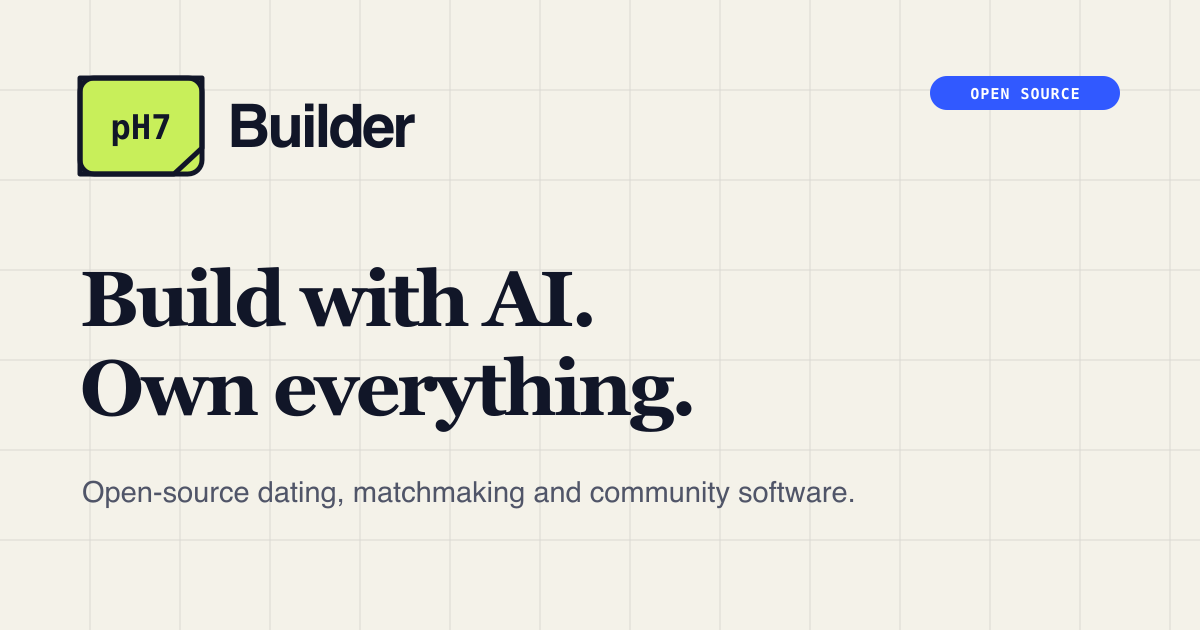 pH7 Builder
OPEN SOURCE
Build with AI.
Own everything.
Open-source dating, matchmaking and community software.